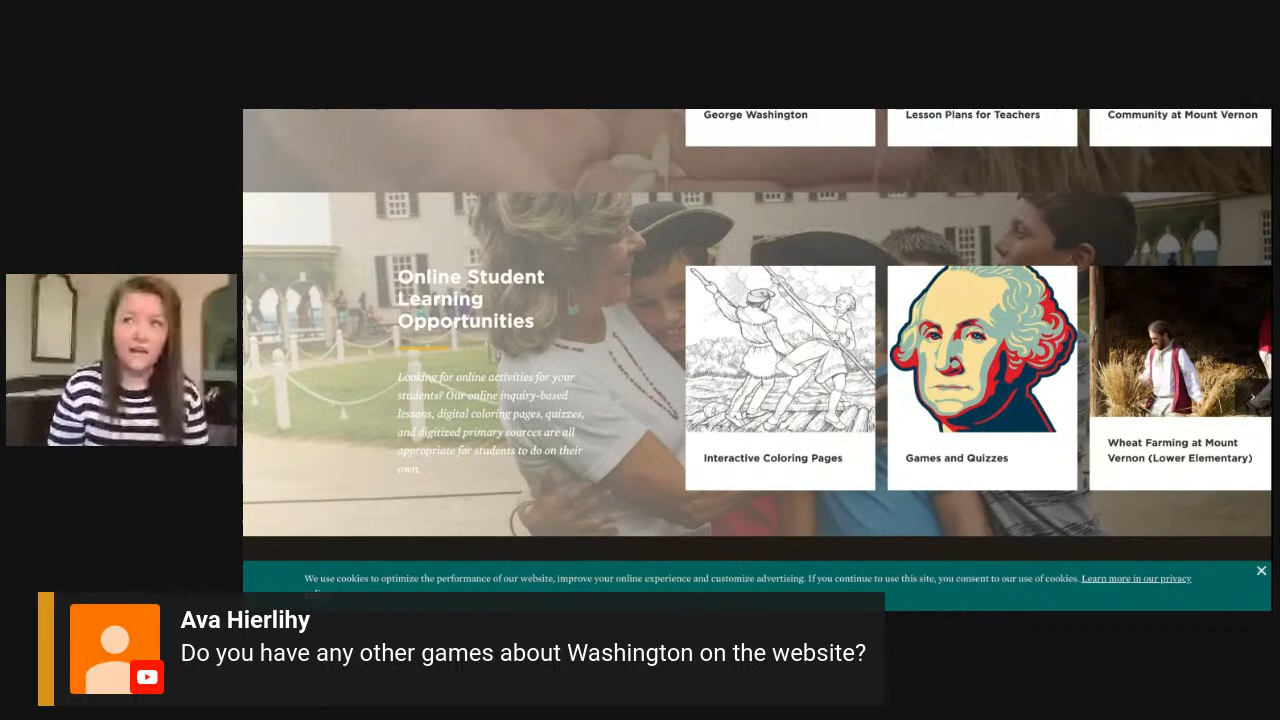 George Washington
Lesson Plans for Teachers
Community at Mount Vernon
Online Student
Learning
Opportunities
Looking for online activities for your
students? Our online inquiry-based
lessons, digital coloring pages, quizzes,
and digitized primary sources are all
appropriate for students to do on their
own.
Interactive Coloring Pages
Games and Quizzes
Wheat Farming at Mount
Vernon (Lower Elementary)
We use cookies to optimize the performance of our website, improve your online experience and customize advertising. If you continue to use this site, you consent to our use of cookies. Learn more in our privacy
Ava Hierlihy
Do you have any other games about Washington on the website?